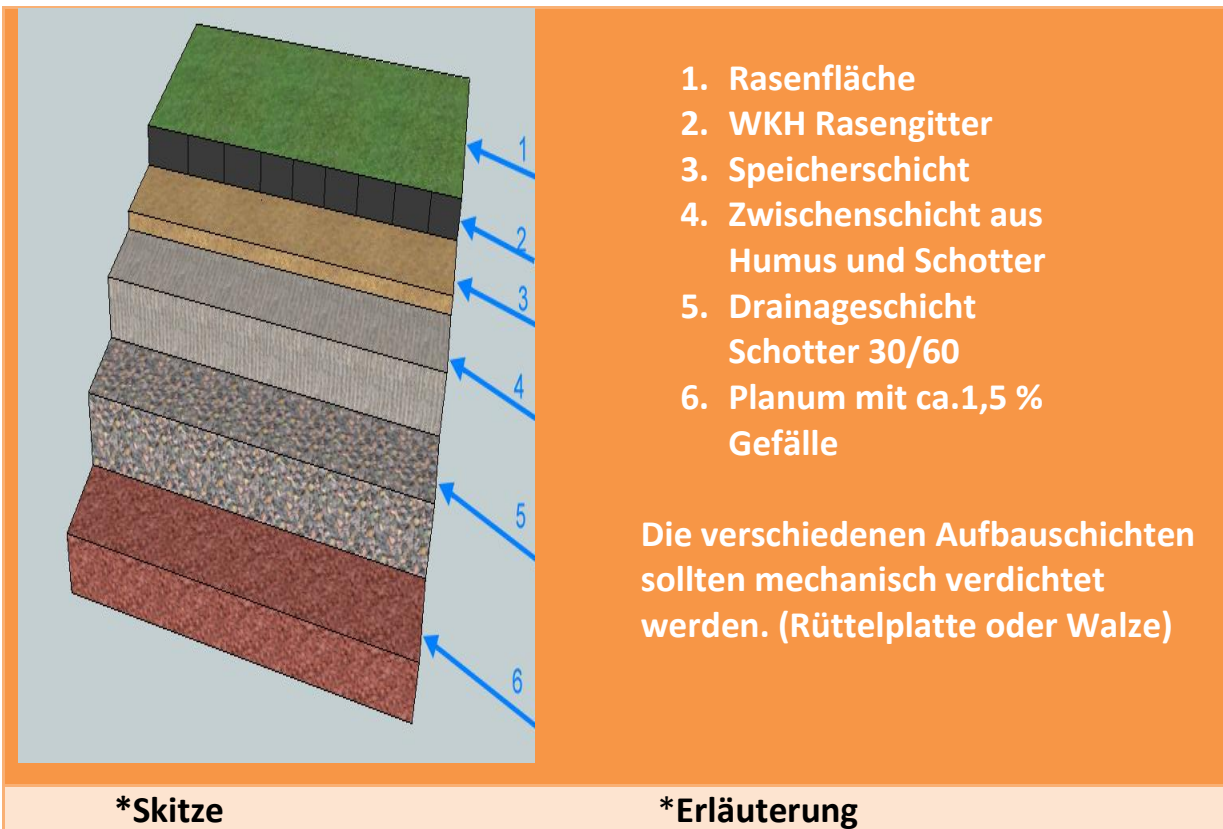 1
2
3
4
5
6
1. Rasenfläche
2. WKH Rasengitter
3. Speicherschicht
4. Zwischenschicht aus
Humus und Schotter
5. Drainageschicht
Schotter 30/60
6. Planum mit ca.1,5 %
Gefälle
Die verschiedenen Aufbauschichten
sollten mechanisch verdichtet
werden. (Rüttelplatte oder Walze)
*Skitze
*Erläuterung